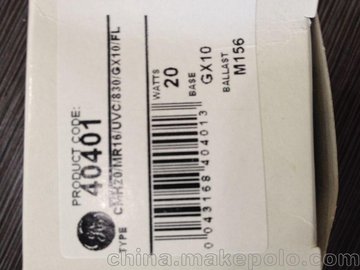 PRODUCT CODE:
40401
TYPE
CMH20/MR16/UVC/830/GX10/FL
WATTS
20
BASE
GX10
BALLAST
M156
0 043168 404013
china.makepolo.com